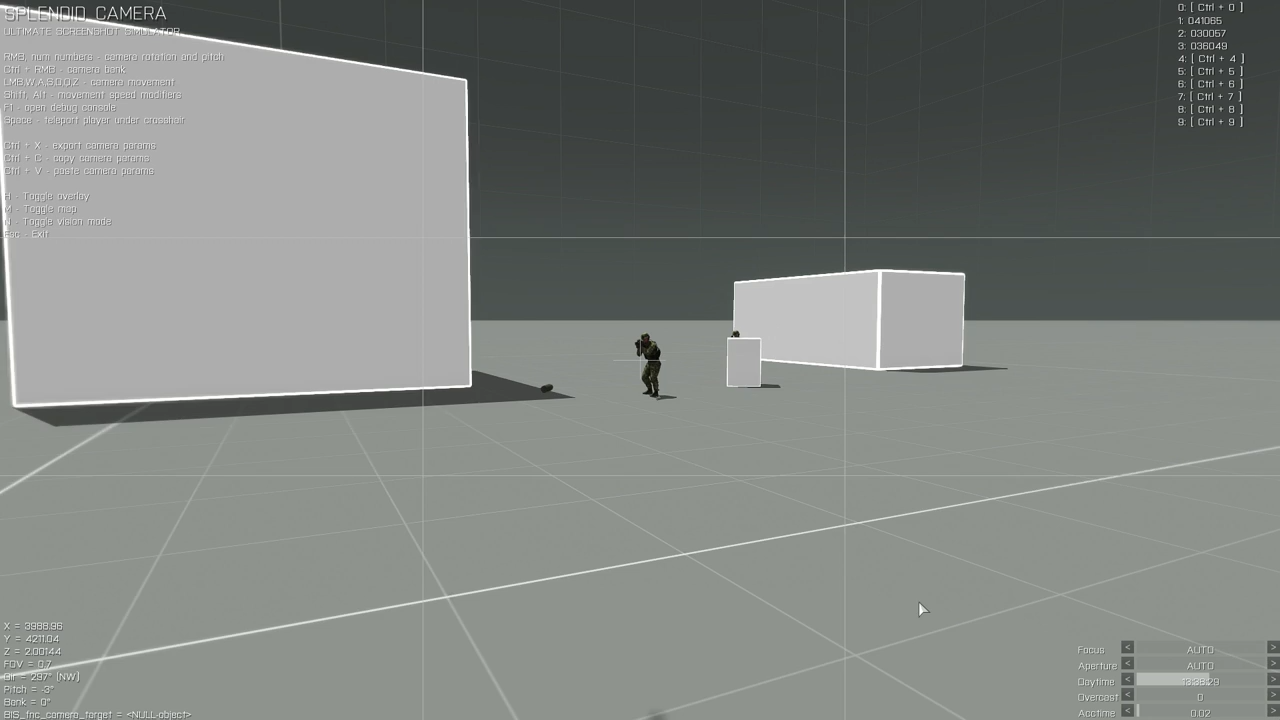 SPLENDID CAMERA
ULTIMATE SCREENSHOT SIMULATOR
RMB, num numbers - camera rotation and pitch
Ctrl + RMB - camera bank
LMB,W,A,S,D,Q,Z - camera movement
Shift, Alt - movement speed modifiers
F1 - open debug console
Space - teleport player under crosshair
Ctrl + X - export camera params
Ctrl + C - copy camera params
Ctrl + V - paste camera params
H - Toggle overlay
M - Toggle map
N - Toggle vision mode
Esc - Exit
0: [ Ctrl + 0 ]
1: 041065
2: 030057
3: 036049
4: [ Ctrl + 4 ]
5: [ Ctrl + 5 ]
6: [ Ctrl + 6 ]
7: [ Ctrl + 7 ]
8: [ Ctrl + 8 ]
9: [ Ctrl + 9 ]
X = 3988.96
Y = 4211.04
Z = 2.00144
FOV = 0.7
Dir = 297° (NW)
Pitch = -3°
Bank = 0°
BIS_fnc_camera_target = <NULL-object>
Focus < AUTO >
Aperture < AUTO >
Daytime < 13:38:29 >
Overcast < 0 >
Acctime < 0.02 >